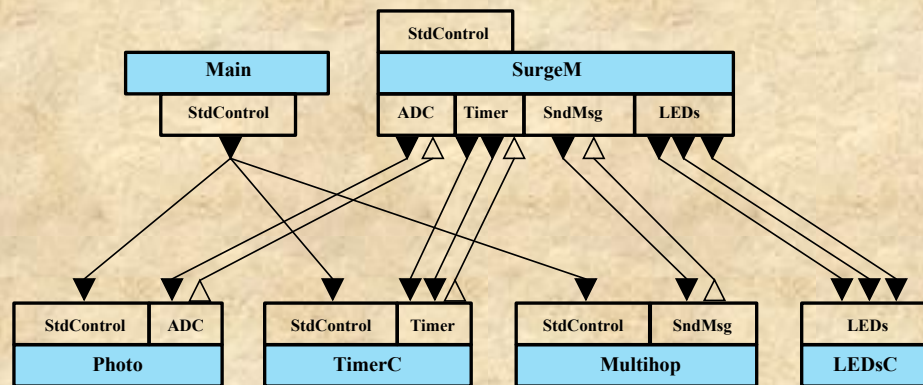 StdControl
Main
SurgeM
StdControl
ADC Timer SndMsg LEDs
StdControl ADC StdControl Timer StdControl SndMsg LEDs
Photo TimerC Multihop LEDsC